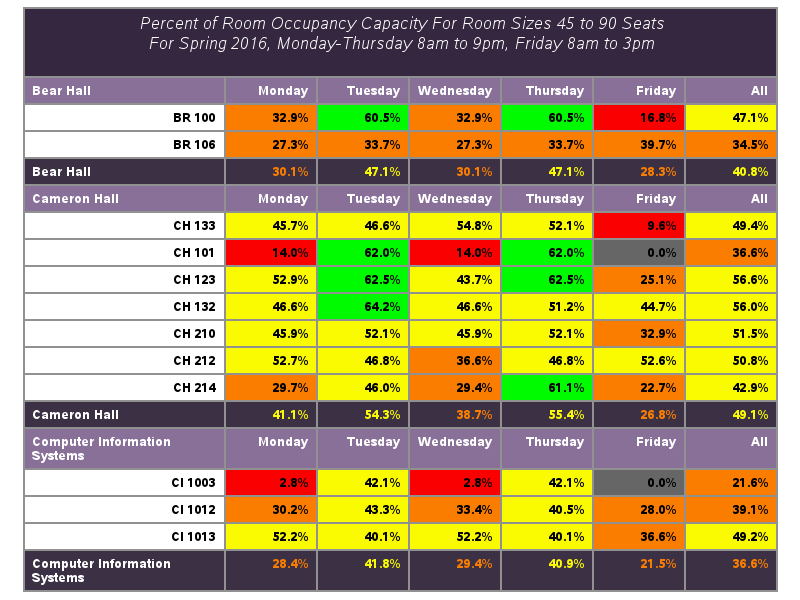 Percent of Room Occupancy Capacity For Room Sizes 45 to 90 Seats
For Spring 2016, Monday-Thursday 8am to 9pm, Friday 8am to 3pm
Bear Hall Monday Tuesday Wednesday Thursday Friday All
BR 100 32.9% 60.5% 32.9% 60.5% 16.8% 47.1%
BR 106 27.3% 33.7% 27.3% 33.7% 39.7% 34.5%
Bear Hall 30.1% 47.1% 30.1% 47.1% 28.3% 40.8%
Cameron Hall Monday Tuesday Wednesday Thursday Friday All
CH 133 45.7% 46.6% 54.8% 52.1% 9.6% 49.4%
CH 101 14.0% 62.0% 14.0% 62.0% 0.0% 36.6%
CH 123 52.9% 62.5% 43.7% 62.5% 25.1% 56.6%
CH 132 46.6% 64.2% 46.6% 51.2% 44.7% 56.0%
CH 210 45.9% 52.1% 45.9% 52.1% 32.9% 51.5%
CH 212 52.7% 46.8% 36.6% 46.8% 52.6% 50.8%
CH 214 29.7% 46.0% 29.4% 61.1% 22.7% 42.9%
Cameron Hall 41.1% 54.3% 38.7% 55.4% 26.8% 49.1%
Computer Information Monday Tuesday Wednesday Thursday Friday All
Systems
CI 1003 2.8% 42.1% 2.8% 42.1% 0.0% 21.6%
CI 1012 30.2% 43.3% 33.4% 40.5% 28.0% 39.1%
CI 1013 52.2% 40.1% 52.2% 40.1% 36.6% 49.2%
Computer Information 28.4% 41.8% 29.4% 40.9% 21.5% 36.6%
Systems